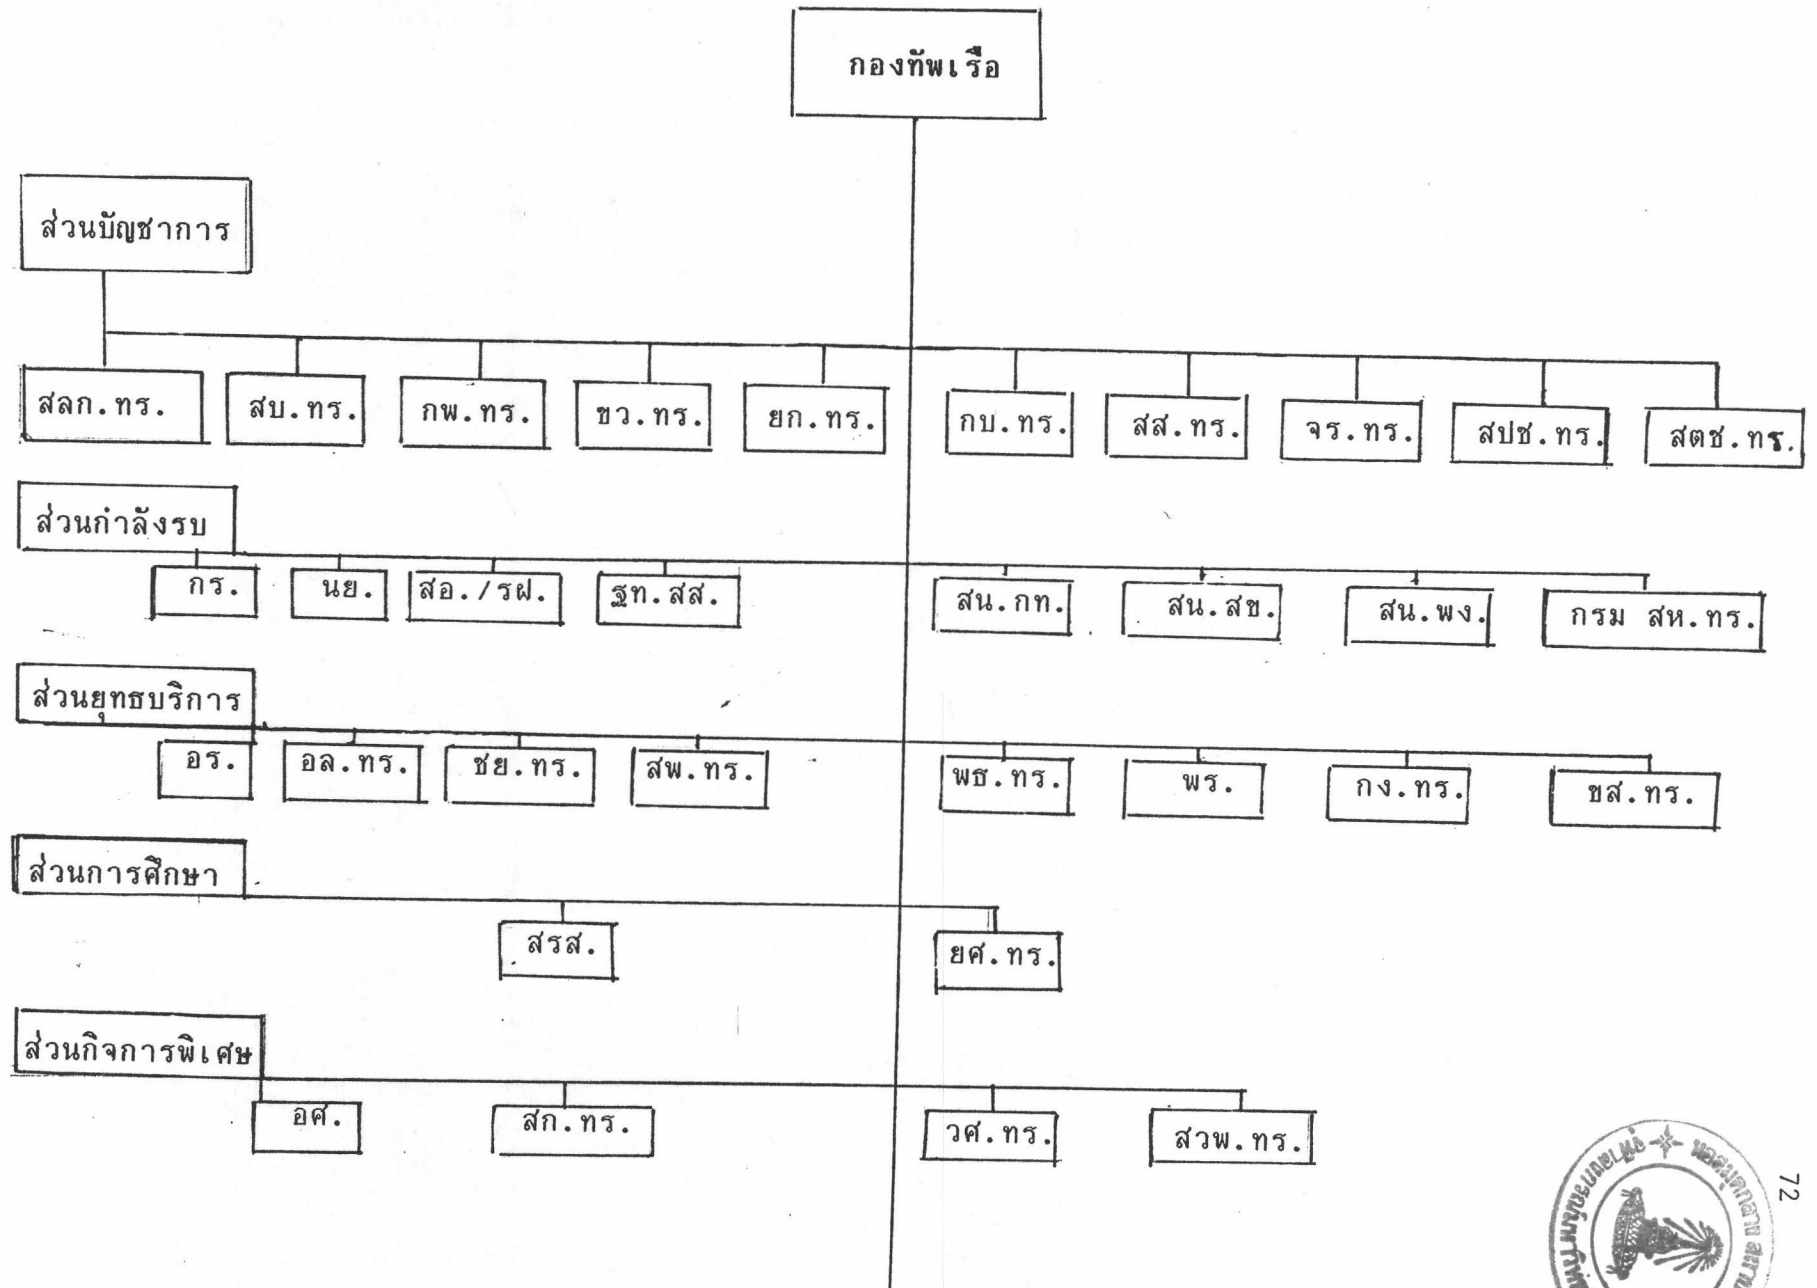 กองทัพเรือ
ส่วนบัญชาการ
สลก.ทร. สบ.ทร. กพ.ทร. ขว.ทร. ยก.ทร. กบ.ทร. สส.ทร. จร.ทร. สปช.ทร. สตช.ทร.
ส่วนกำลังรบ
กร. นย. สอ./รฝ. ฐท.สส. สน.กท. สน.สข. สน.พง. กรม สห.ทร.
ส่วนยุทธบริการ
อร. อล.ทร. ชย.ทร. สพ.ทร. พธ.ทร. พร. กง.ทร. ขส.ทร.
ส่วนการศึกษา
สรส. ยศ.ทร.
ส่วนกิจการพิเศษ
อศ. สก.ทร. วศ.ทร. สวพ.ทร.
72